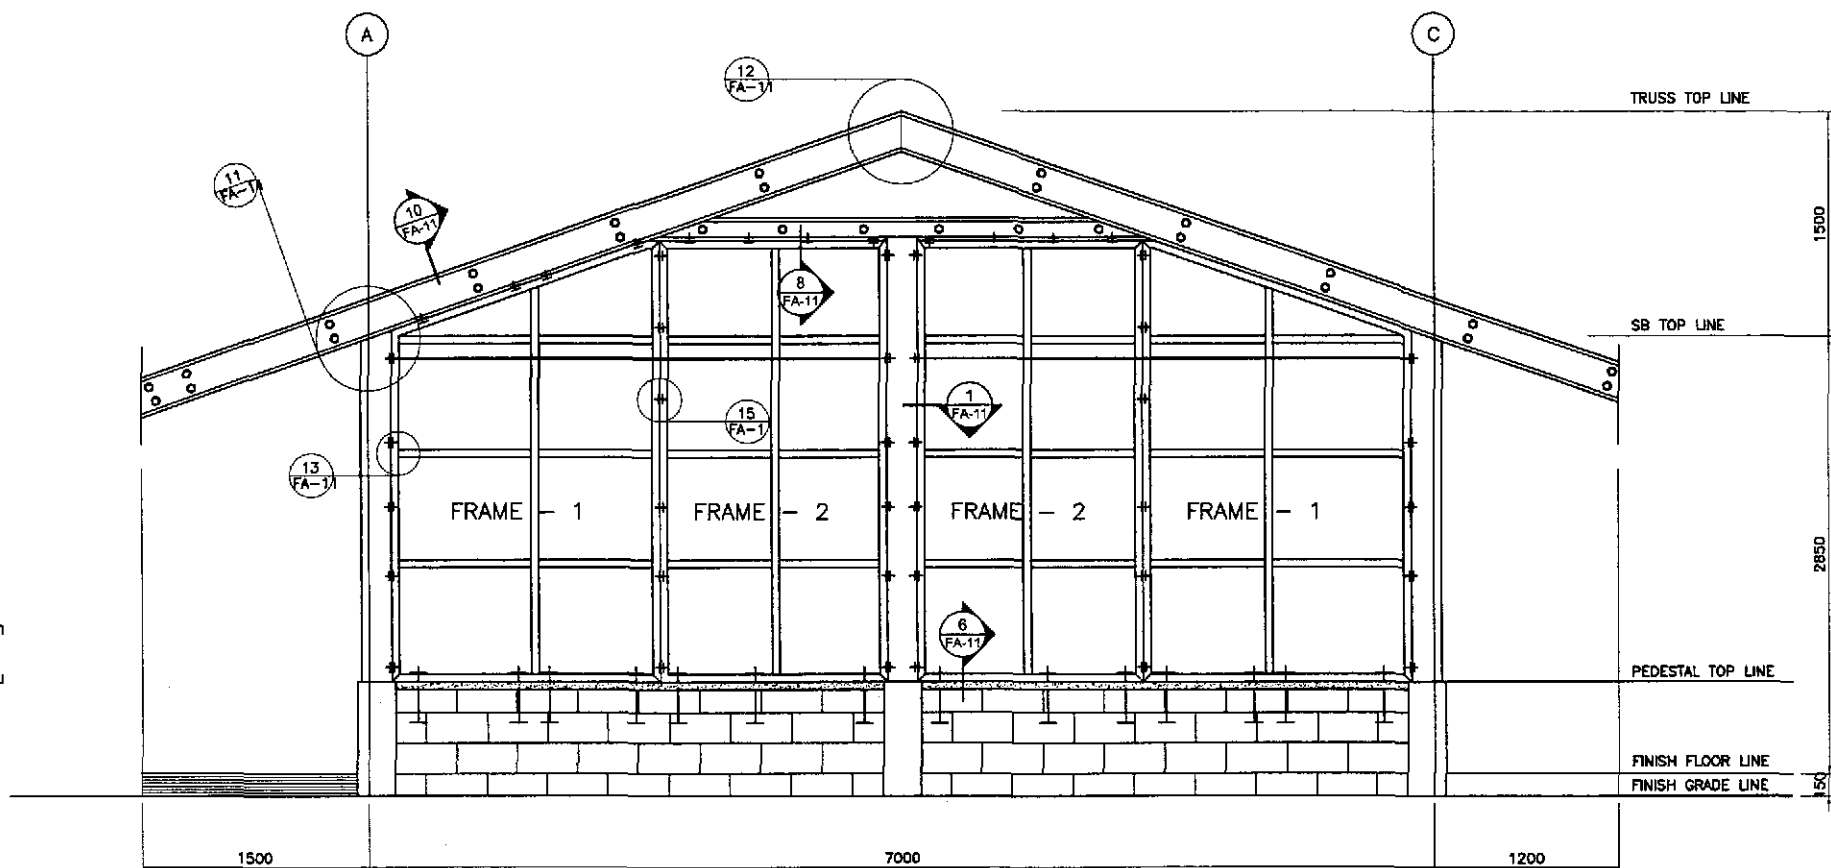 A
C
12
FA-11
TRUSS TOP LINE
11
FA-11
10
FA-11
1500
8
FA-11
SB TOP LINE
1
FA-11
15
FA-1
13
FA-11
FRAME - 1
FRAME - 2
FRAME - 2
FRAME - 1
2850
6
FA-11
PEDESTAL TOP LINE
FINISH FLOOR LINE
FINISH GRADE LINE
150
1500
7000
1200